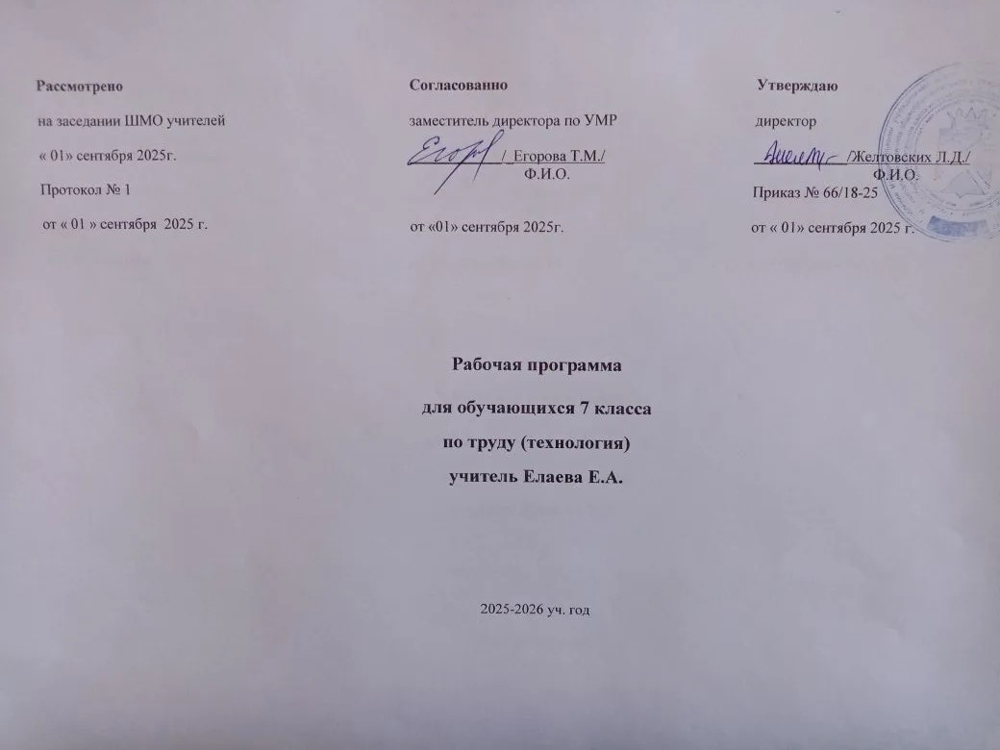 Рассмотрено
на заседании ШМО учителей
« 01» сентября 2025г.
Протокол № 1
от « 01 » сентября 2025 г.
Согласованно
заместитель директора по УМР
Егор / Егорова Т.М./
Ф.И.О.
от «01» сентября 2025г.
Утверждаю
директор
/Желтовских Л.Д./
Ф.И.О.
Приказ № 66/18-25
от « 01» сентября 2025 г.
Рабочая программа
для обучающихся 7 класса
по труду (технология)
учитель Елаева Е.А.
2025-2026 уч. год